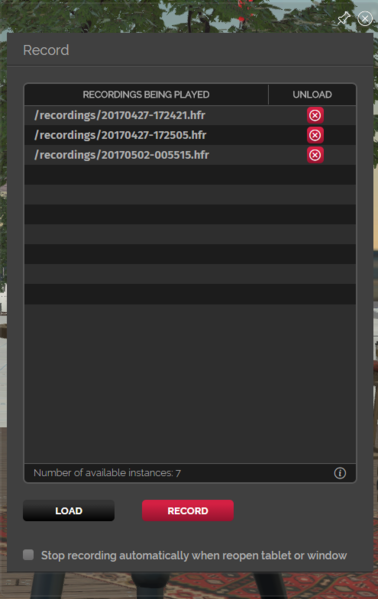 Record
RECORDINGS BEING PLAYED UNLOAD
/recordings/20170427-172421.hfr
/recordings/20170427-172505.hfr
/recordings/20170502-005515.hfr
Number of available instances: 7
LOAD RECORD
Stop recording automatically when reopen tablet or window